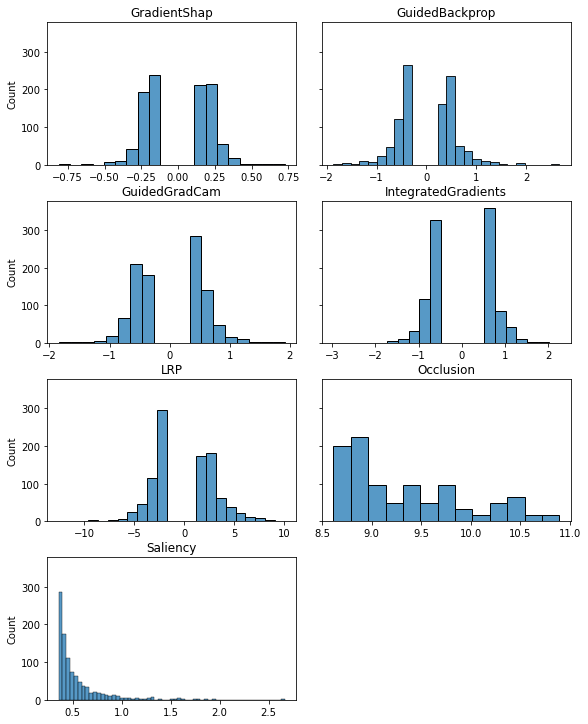 GradientShap
GuidedBackprop
Count
300
200
100
0
−0.75 −0.50 −0.25 0.00 0.25 0.50 0.75
−2 −1 0 1 2
GuidedGradCam
IntegratedGradients
Count
300
200
100
0
−2 −1 0 1 2
−3 −2 −1 0 1 2
LRP
Occlusion
Count
300
200
100
0
−10 −5 0 5 10
8.5 9.0 9.5 10.0 10.5 11.0
Saliency
Count
300
200
100
0
0.5 1.0 1.5 2.0 2.5